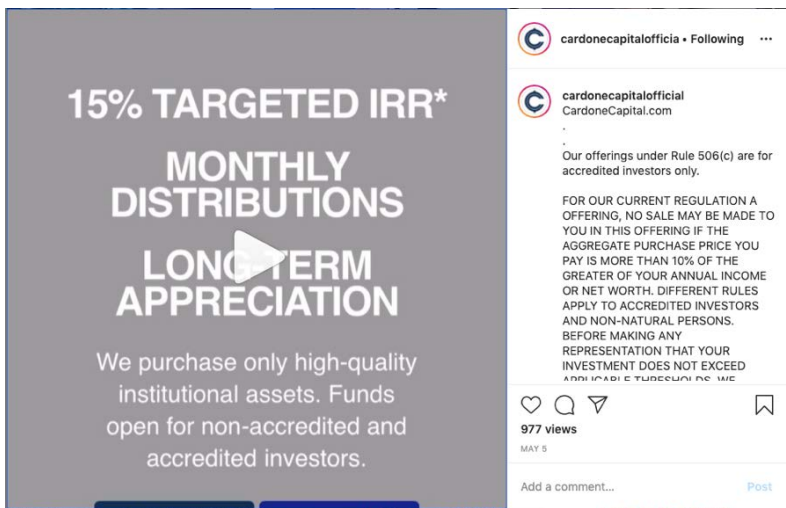 15% TARGETED IRR*
MONTHLY
DISTRIBUTIONS
LONG-TERM
APPRECIATION
We purchase only high-quality
institutional assets. Funds
open for non-accredited and
accredited investors.
cardonecapitalofficia • Following
cardonecapitalofficial
CardoneCapital.com
.
.
Our offerings under Rule 506(c) are for
accredited investors only.
FOR OUR CURRENT REGULATION A
OFFERING, NO SALE MAY BE MADE TO
YOU IN THIS OFFERING IF THE
AGGREGATE PURCHASE PRICE YOU
PAY IS MORE THAN 10% OF THE
GREATER OF YOUR ANNUAL INCOME
OR NET WORTH. DIFFERENT RULES
APPLY TO ACCREDITED INVESTORS
AND NON-NATURAL PERSONS.
BEFORE MAKING ANY
REPRESENTATION THAT YOUR
INVESTMENT DOES NOT EXCEED
APPLICABLE THRESHOLDS, WE
977 views
MAY 5
Add a comment...
Post